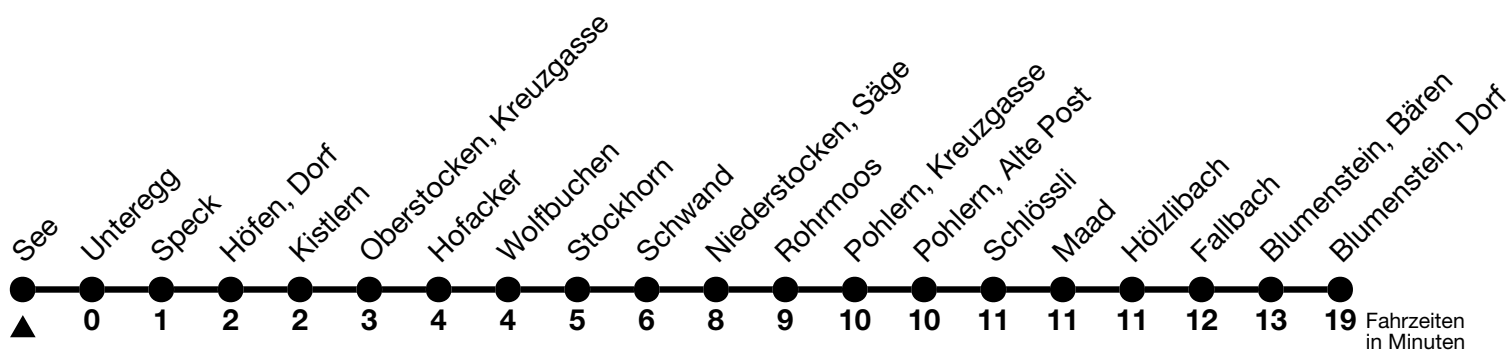 See
Unteregg
Speck
Höfen, Dorf
Kistlern
Oberstocken, Kreuzgasse
Hofacker
Wolfbuchen
Stockhorn
Schwand
Niederstocken, Säge
Rohrmoos
Pohlern, Kreuzgasse
Pohlern, Alte Post
Schlössli
Maad
Hölzlibach
Fallbach
Blumenstein, Bären
Blumenstein, Dorf
0 1 2 2 3 4 4 5 6 8 9 10 10 11 11 11 12 13 19 Fahrzeiten
in Minuten